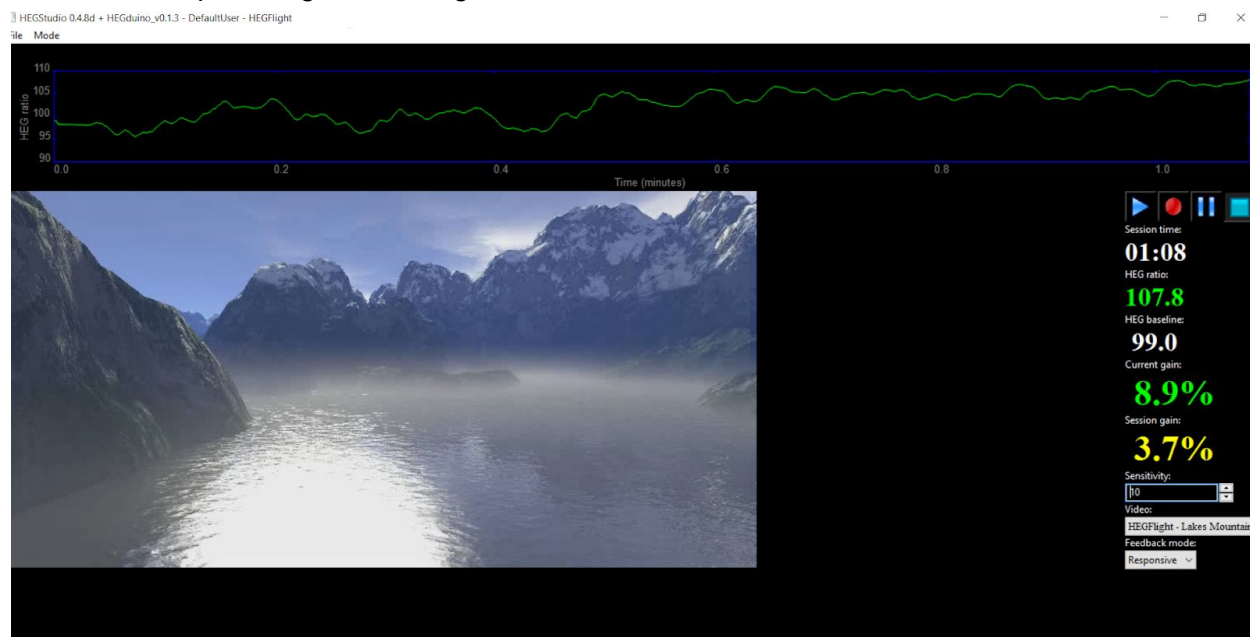 HEGStudio 0.4.8d + HEGduino_v0.1.3 - DefaultUser - HEGFlight
ile Mode
110
105
100
95
90
HEG ratio
0.0 0.2 0.4 0.6 0.8 1.0
Time (minutes)
Session time:
01:08
HEG ratio:
107.8
HEG baseline:
99.0
Current gain:
8.9%
Session gain:
3.7%
Sensitivity:
10
Video:
HEGFlight - Lakes Mountain
Feedback mode:
Responsive